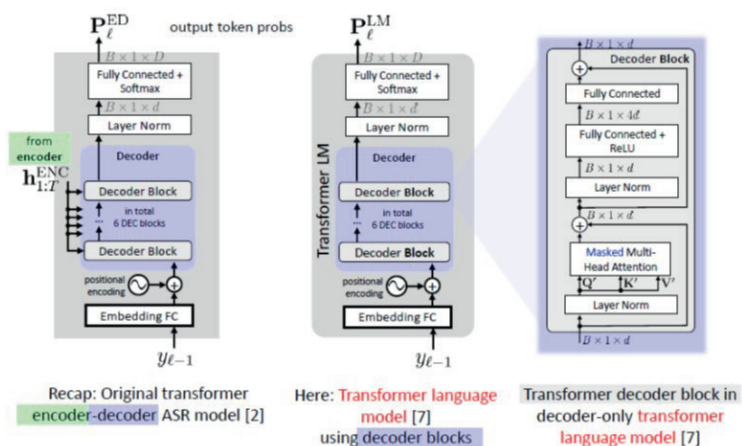 P_ℓ^ED
output token probs
B × 1 × D
Fully Connected +
Softmax
B × 1 × d
Layer Norm
from
encoder
h_{1:T}^ENC
Decoder
Decoder Block
...
in total
6 DEC blocks
Decoder Block
positional
encoding
+
Embedding FC
y_{ℓ−1}
Recap: Original transformer
encoder-decoder ASR model [2]
P_ℓ^LM
B × 1 × D
Fully Connected +
Softmax
B × 1 × d
Layer Norm
Transformer LM
Decoder
Decoder Block
...
in total
6 DEC blocks
Decoder Block
positional
encoding
+
Embedding FC
y_{ℓ−1}
Here: Transformer language
model [7]
using decoder blocks
B × 1 × d
Decoder Block
+
Fully Connected
B × 1 × 4d
Fully Connected +
ReLU
B × 1 × d
Layer Norm
B × 1 × d
+
Masked Multi-
Head Attention
Q' K' V'
Layer Norm
B × 1 × d
Transformer decoder block in
decoder-only transformer
language model [7]